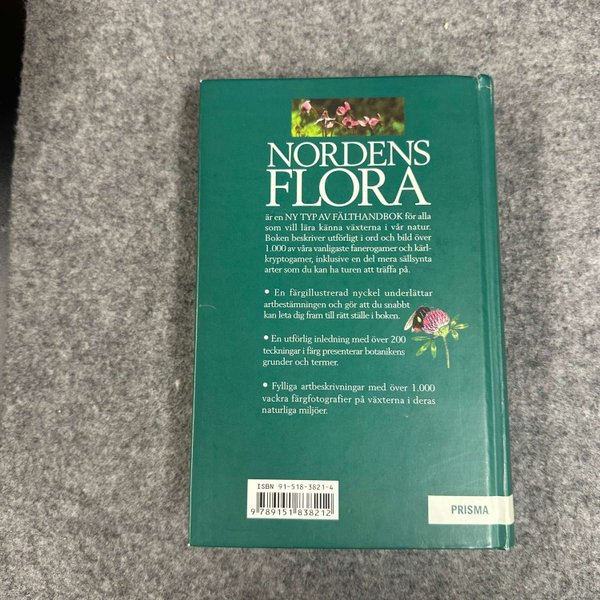 NORDENS
FLORA
är en NY TYP AV FÄLTHANDBOK för alla
som vill lära känna växterna i vår natur.
Boken beskriver utförligt i ord och bild över
1.000 av våra vanligaste fanerogamer och kärl-
kryptogamer, inklusive en del mera sällsynta
arter som du kan ha turen att träffa på.
• En färgillustrerad nyckel underlättar
artbestämningen och gör att du snabbt
kan leta dig fram till rätt ställe i boken.
• En utförlig inledning med över 200
teckningar i färg presenterar botanikens
grunder och termer.
• Fylliga artbeskrivningar med över 1.000
vackra färgfotografier på växterna i deras
naturliga miljöer.
ISBN 91-518-3821-4
9 789151 838212
PRISMA